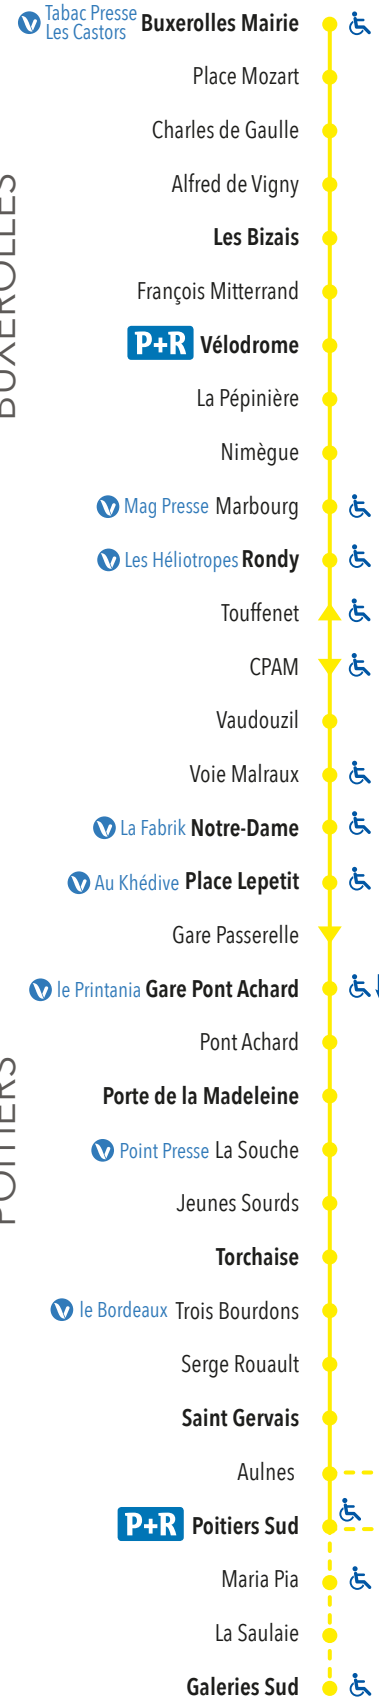 Tabac Presse
Les Castors Buxerolles Mairie
Place Mozart
Charles de Gaulle
Alfred de Vigny
BUXEROLLES
Les Bizais
François Mitterrand
P+R Vélodrome
La Pépinière
Nimègue
Mag Presse Marbourg
Les Héliotropes Rondy
Touffenet
CPAM
Vaudouzil
Voie Malraux
La Fabrik Notre-Dame
Au Khédive Place Lepetit
Gare Passerelle
le Printania Gare Pont Achard
Pont Achard
Porte de la Madeleine
POITIERS
Point Presse La Souche
Jeunes Sourds
Torchaise
le Bordeaux Trois Bourdons
Serge Rouault
Saint Gervais
Aulnes
P+R Poitiers Sud
Maria Pia
La Saulaie
Galeries Sud